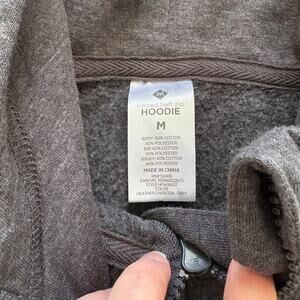 ribbed half zip
HOODIE
M
BODY: 60% COTTON
40% POLYESTER
RIB: 60% COTTON
40% POLYESTER
JERSEY: 60% COTTON
40% POLYESTER
MADE IN CHINA
COLOR:
HEATHER CHARCOAL GREY